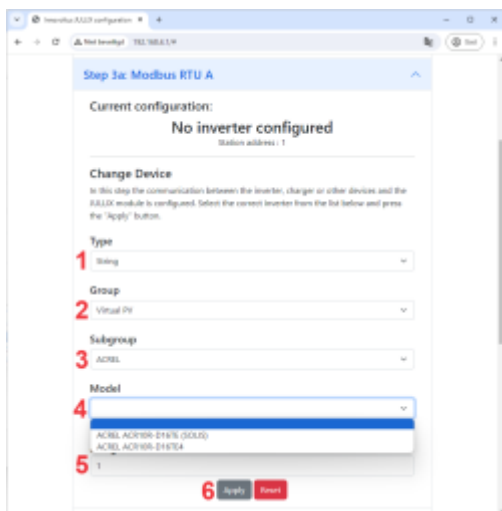 Step 3a: Modbus RTU A
Current configuration:
No inverter configured
Station address: 1
Change Device
In this step the communication between the inverter, charger or other devices and the
module is configured. Select the correct inverter from the list below and press
the "Apply" button.
Type
1 String
Group
2 Virtual PV
Subgroup
3 ACREL
Model
4
ACREL ACR10R-D16TE (SOLIS)
ACREL ACR10R-D16TE4
5 1
6 Apply Reset